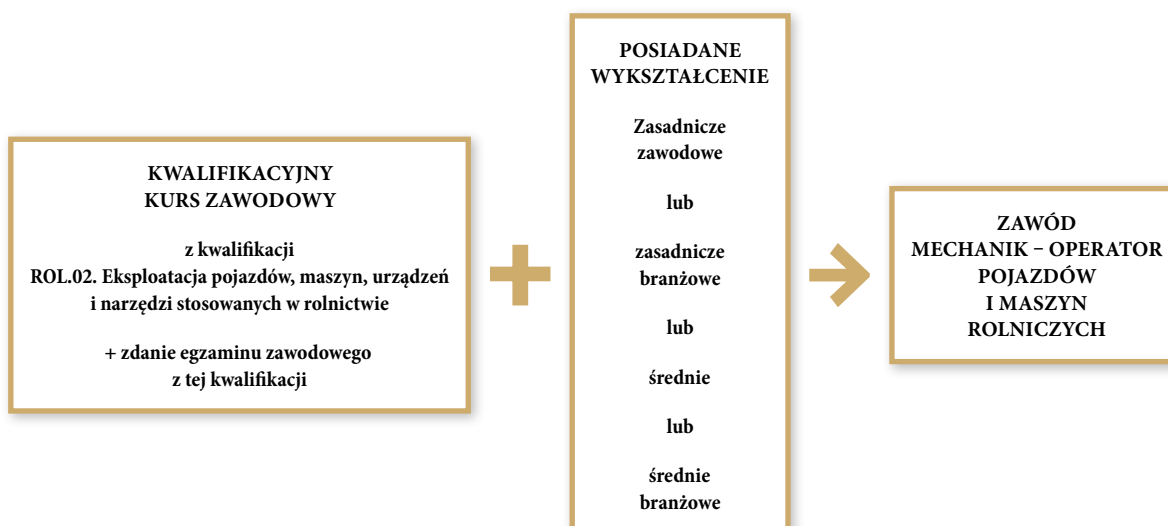 KWALIFIKACYJNY
KURS ZAWODOWY
z kwalifikacji
ROL.02. Eksploatacja pojazdów, maszyn, urządzeń
i narzędzi stosowanych w rolnictwie
+ zdanie egzaminu zawodowego
z tej kwalifikacji
POSIADANE
WYKSZTAŁCENIE
Zasadnicze
zawodowe
lub
zasadnicze
branżowe
lub
średnie
lub
średnie
branżowe
ZAWÓD
MECHANIK – OPERATOR
POJAZDÓW
I MASZYN
ROLNICZYCH